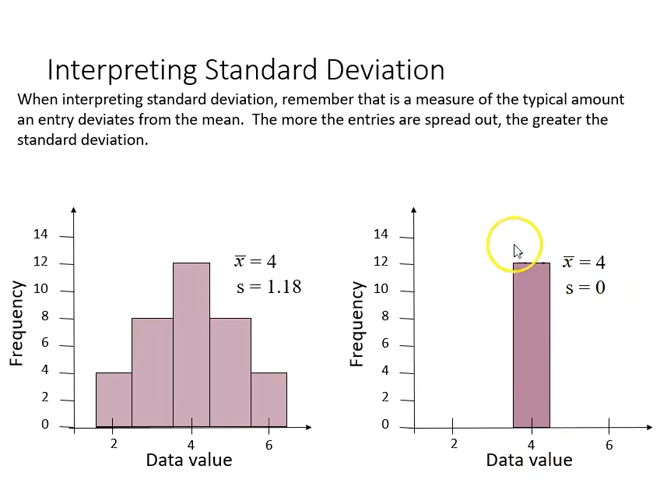 Interpreting Standard Deviation
When interpreting standard deviation, remember that is a measure of the typical amount
an entry deviates from the mean.  The more the entries are spread out, the greater the
standard deviation.
14
12
10
8
6
4
2
0
Frequency
x̅ = 4
s = 1.18
2
4
6
Data value
14
12
10
8
6
4
2
0
Frequency
x̅ = 4
s = 0
2
4
6
Data value